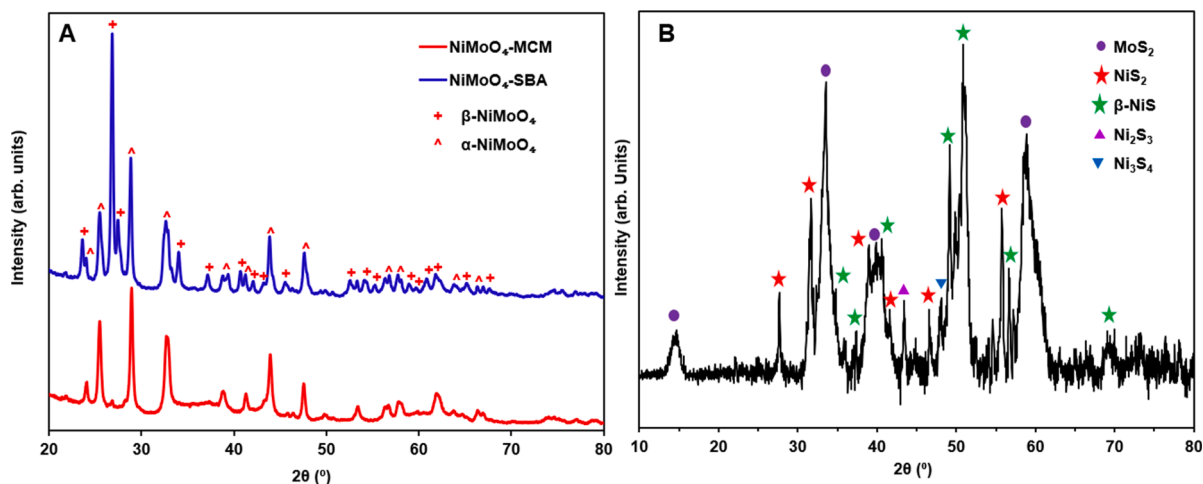 A
NiMoO₄-MCM
NiMoO₄-SBA
β-NiMoO₄
α-NiMoO₄
Intensity (arb. units)
20 30 40 50 60 70 80
2θ (º)
B
MoS₂
NiS₂
β-NiS
Ni₂S₃
Ni₃S₄
Intensity (arb. Units)
10 20 30 40 50 60 70 80
2θ (º)